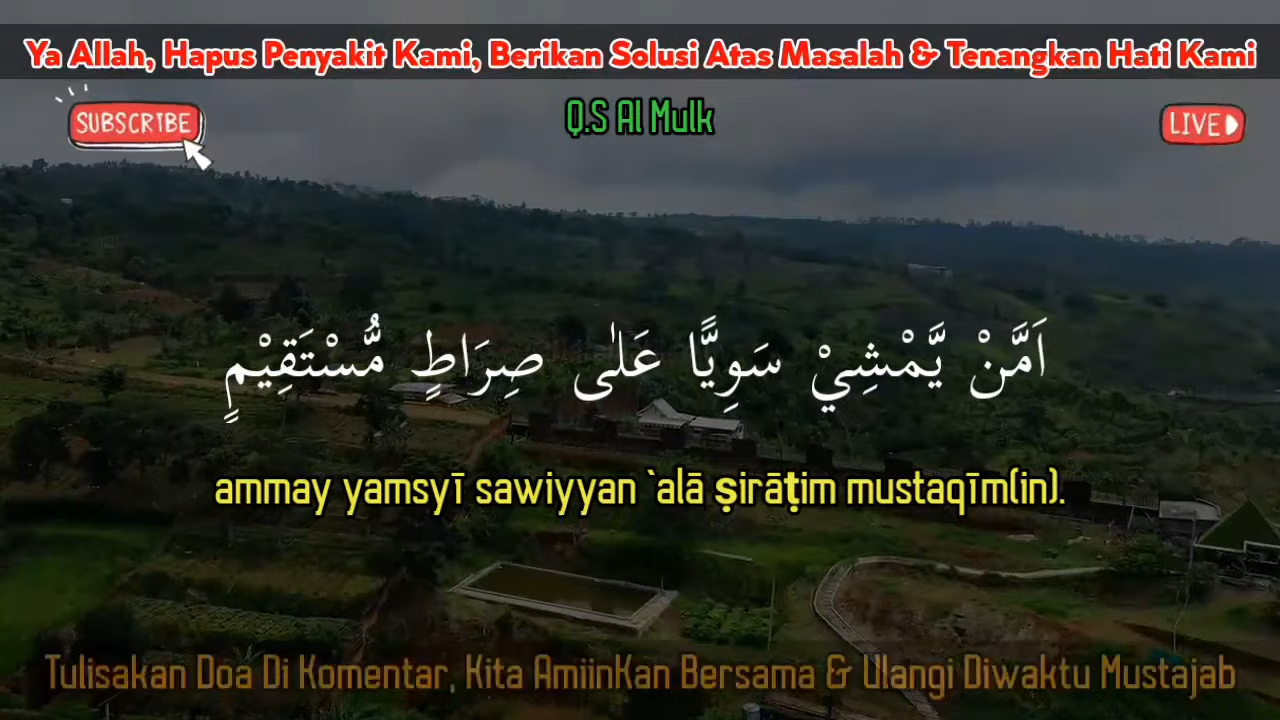 Ya Allah, Hapus Penyakit Kami, Berikan Solusi Atas Masalah & Tenangkan Hati Kami
SUBSCRIBE
Q.S Al Mulk
LIVE
اَمَّنْ يَّمْشِيْ سَوِيًّا عَلٰى صِرَاطٍ مُّسْتَقِيْمٍ
ammay yamsyī sawiyyan `alā ṣirāṭim mustaqīm(in).
Tulisakan Doa Di Komentar, Kita AmiinKan Bersama & Ulangi Diwaktu Mustajab